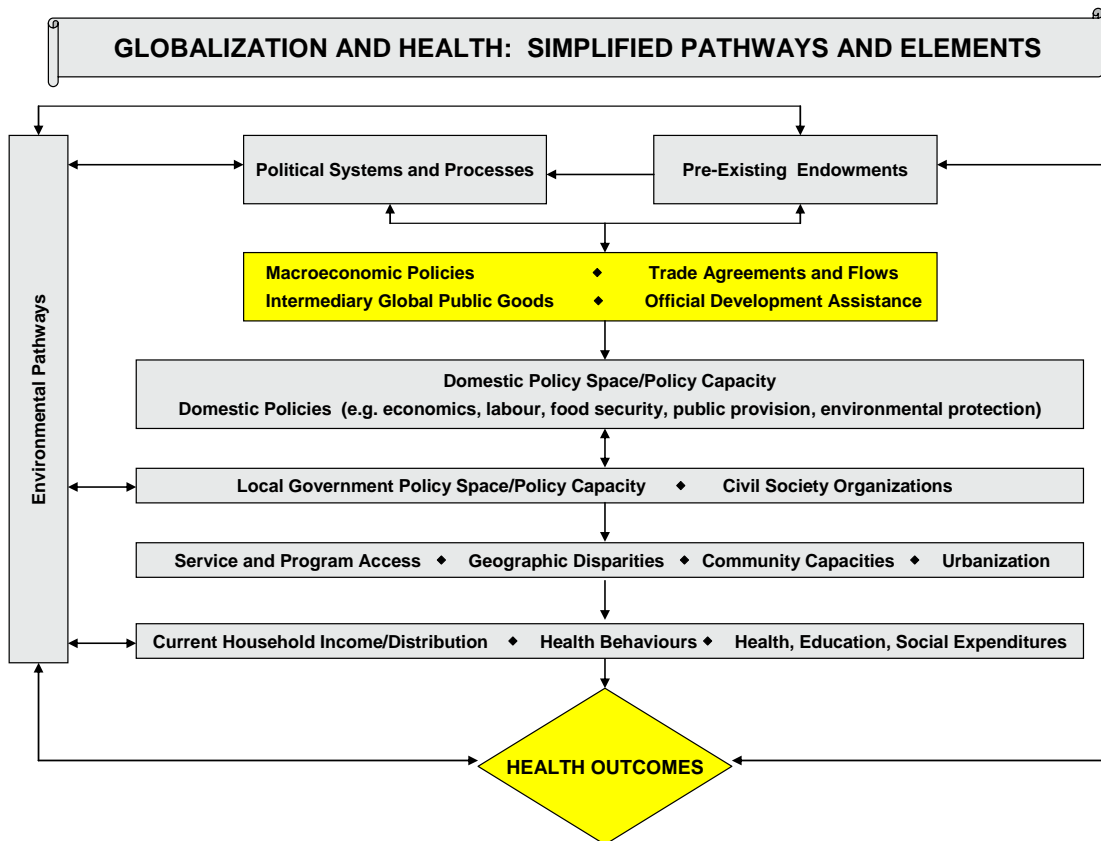 GLOBALIZATION AND HEALTH: SIMPLIFIED PATHWAYS AND ELEMENTS
Environmental Pathways
Political Systems and Processes
Pre-Existing Endowments
Macroeconomic Policies ◆ Trade Agreements and Flows
Intermediary Global Public Goods ◆ Official Development Assistance
Domestic Policy Space/Policy Capacity
Domestic Policies (e.g. economics, labour, food security, public provision, environmental protection)
Local Government Policy Space/Policy Capacity ◆ Civil Society Organizations
Service and Program Access ◆ Geographic Disparities ◆ Community Capacities ◆ Urbanization
Current Household Income/Distribution ◆ Health Behaviours ◆ Health, Education, Social Expenditures
HEALTH OUTCOMES